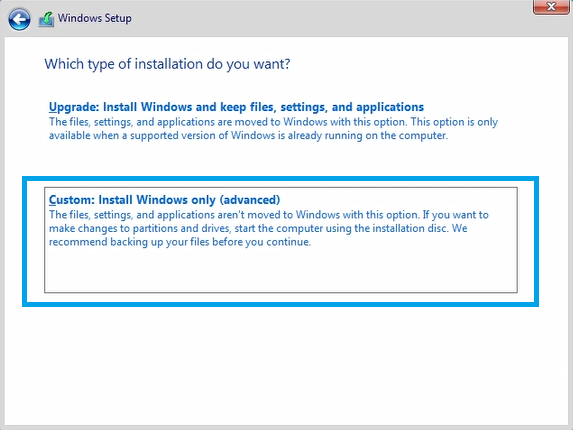 Windows Setup
Which type of installation do you want?
Upgrade: Install Windows and keep files, settings, and applications
The files, settings, and applications are moved to Windows with this option. This option is only
available when a supported version of Windows is already running on the computer.
Custom: Install Windows only (advanced)
The files, settings, and applications aren't moved to Windows with this option. If you want to
make changes to partitions and drives, start the computer using the installation disc. We
recommend backing up your files before you continue.